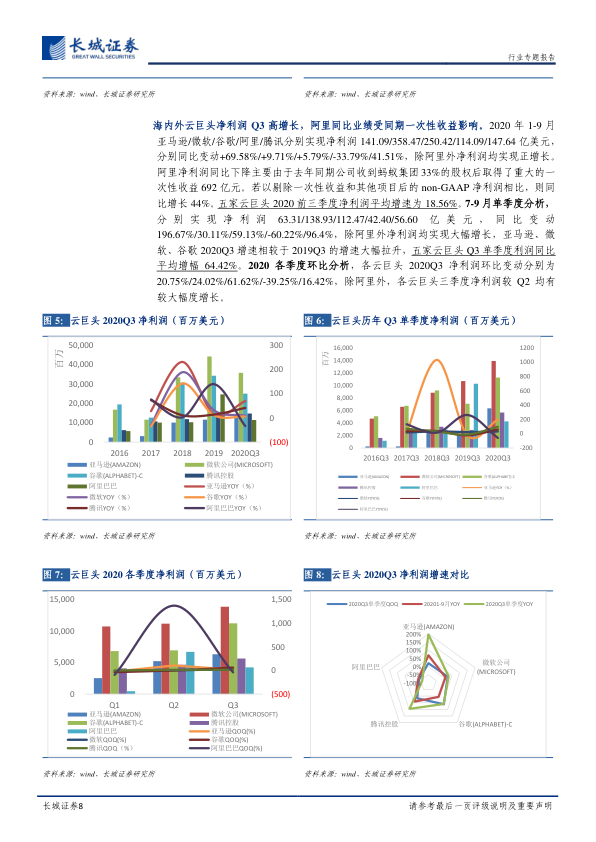 长城证券
GREAT WALL SECURITIES
行业专题报告
资料来源：wind、长城证券研究所
资料来源：wind、长城证券研究所
海内外云巨头净利润 Q3 高增长，阿里同比业绩受同期一次性收益影响。2020 年 1-9 月
亚马逊/微软/谷歌/阿里/腾讯分别实现净利润 141.09/358.47/250.42/114.09/147.64 亿美元，
分别同比变动+69.58%/+9.71%/+5.79%/-33.79%/41.51%，除阿里外净利润均实现正增长。
阿里净利润同比下降主要由于去年同期公司收到蚂蚁集团 33%的股权后取得了重大的一
次性收益 692 亿元。若以剔除一次性收益和其他项目后的 non-GAAP 净利润相比，则同
比增长 44%。五家云巨头 2020 前三季度净利润平均增速为 18.56%。7-9 月单季度分析，
分别实现净利润 63.31/138.93/112.47/42.40/56.60 亿美元，同比变动
196.67%/30.11%/59.13%/-60.22%/96.4%，除阿里外净利润均实现大幅增长，亚马逊、微
软、谷歌 2020Q3 增速相较于 2019Q3 的增速大幅拉升，五家云巨头 Q3 单季度利润同比
平均增幅 64.42%。2020 各季度环比分析，各云巨头 2020Q3 净利润环比变动分别为
20.75%/24.02%/61.62%/-39.25%/16.42%，除阿里外，各云巨头三季度净利润较 Q2 均有
较大幅度增长。
图 5：云巨头 2020Q3 净利润（百万美元）
百万
50,000
40,000
30,000
20,000
10,000
0
300
200
100
0
(100)
2016 2017 2018 2019 2020Q3
亚马逊(AMAZON) 微软公司(MICROSOFT)
谷歌(ALPHABET)-C 腾讯控股
阿里巴巴 亚马逊YOY（%）
微软YOY（%） 谷歌YOY（%）
腾讯YOY（%） 阿里巴巴YOY（%）
资料来源：wind、长城证券研究所
图 6：云巨头历年 Q3 单季度净利润（百万美元）
百万
16,000
14,000
12,000
10,000
8,000
6,000
4,000
2,000
0
1200
1000
800
600
400
200
0
-200
2016Q3 2017Q3 2018Q3 2019Q3 2020Q3
亚马逊(AMAZON) 微软公司(MICROSOFT) 谷歌(ALPHABET)-C
腾讯控股 阿里巴巴 亚马逊YOY（%）
微软YOY(%) 谷歌YOY(%) 腾讯YOY(%)
阿里巴巴YOY(%)
资料来源：wind、长城证券研究所
图 7：云巨头 2020 各季度净利润（百万美元）
15,000
10,000
5,000
0
1,500
1,000
500
0
(500)
Q1 Q2 Q3
亚马逊(AMAZON) 微软公司(MICROSOFT)
谷歌(ALPHABET)-C 腾讯控股
阿里巴巴 亚马逊QOQ(%)
微软QOQ(%) 谷歌QOQ(%)
腾讯QOQ（%） 阿里巴巴QOQ(%)
资料来源：wind、长城证券研究所
图 8：云巨头 2020Q3 净利润增速对比
2020Q3单季度QOQ 20201-9月YOY 2020Q3单季度YOY
亚马逊(AMAZON)
200%
150%
100%
50%
0%
-50%
-100%
微软公司
(MICROSOFT)
谷歌(ALPHABET)-C
腾讯控股
阿里巴巴
资料来源：wind、长城证券研究所
长城证券8
请参考最后一页评级说明及重要声明